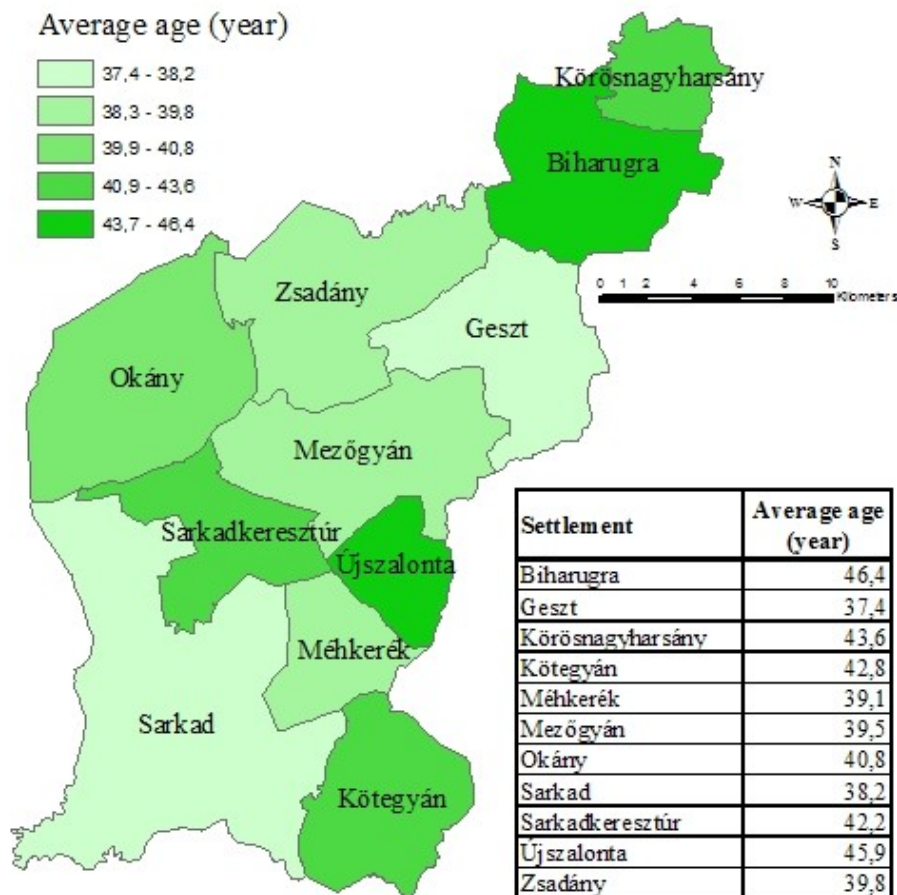 Average age (year)
37,4 - 38,2
38,3 - 39,8
39,9 - 40,8
40,9 - 43,6
43,7 - 46,4
Körösnagyharsány
Biharugra
N
W E
S
0 1 2 4 6 8 10
Kilometers
Zsadány
Geszt
Okány
Mezőgyán
Sarkadkeresztúr
Újszalonta
Méhkerék
Sarkad
Kötegyán
Settlement Average age (year)
Biharugra 46,4
Geszt 37,4
Körösnagyharsány 43,6
Kötegyán 42,8
Méhkerék 39,1
Mezőgyán 39,5
Okány 40,8
Sarkad 38,2
Sarkadkeresztúr 42,2
Újszalonta 45,9
Zsadány 39,8